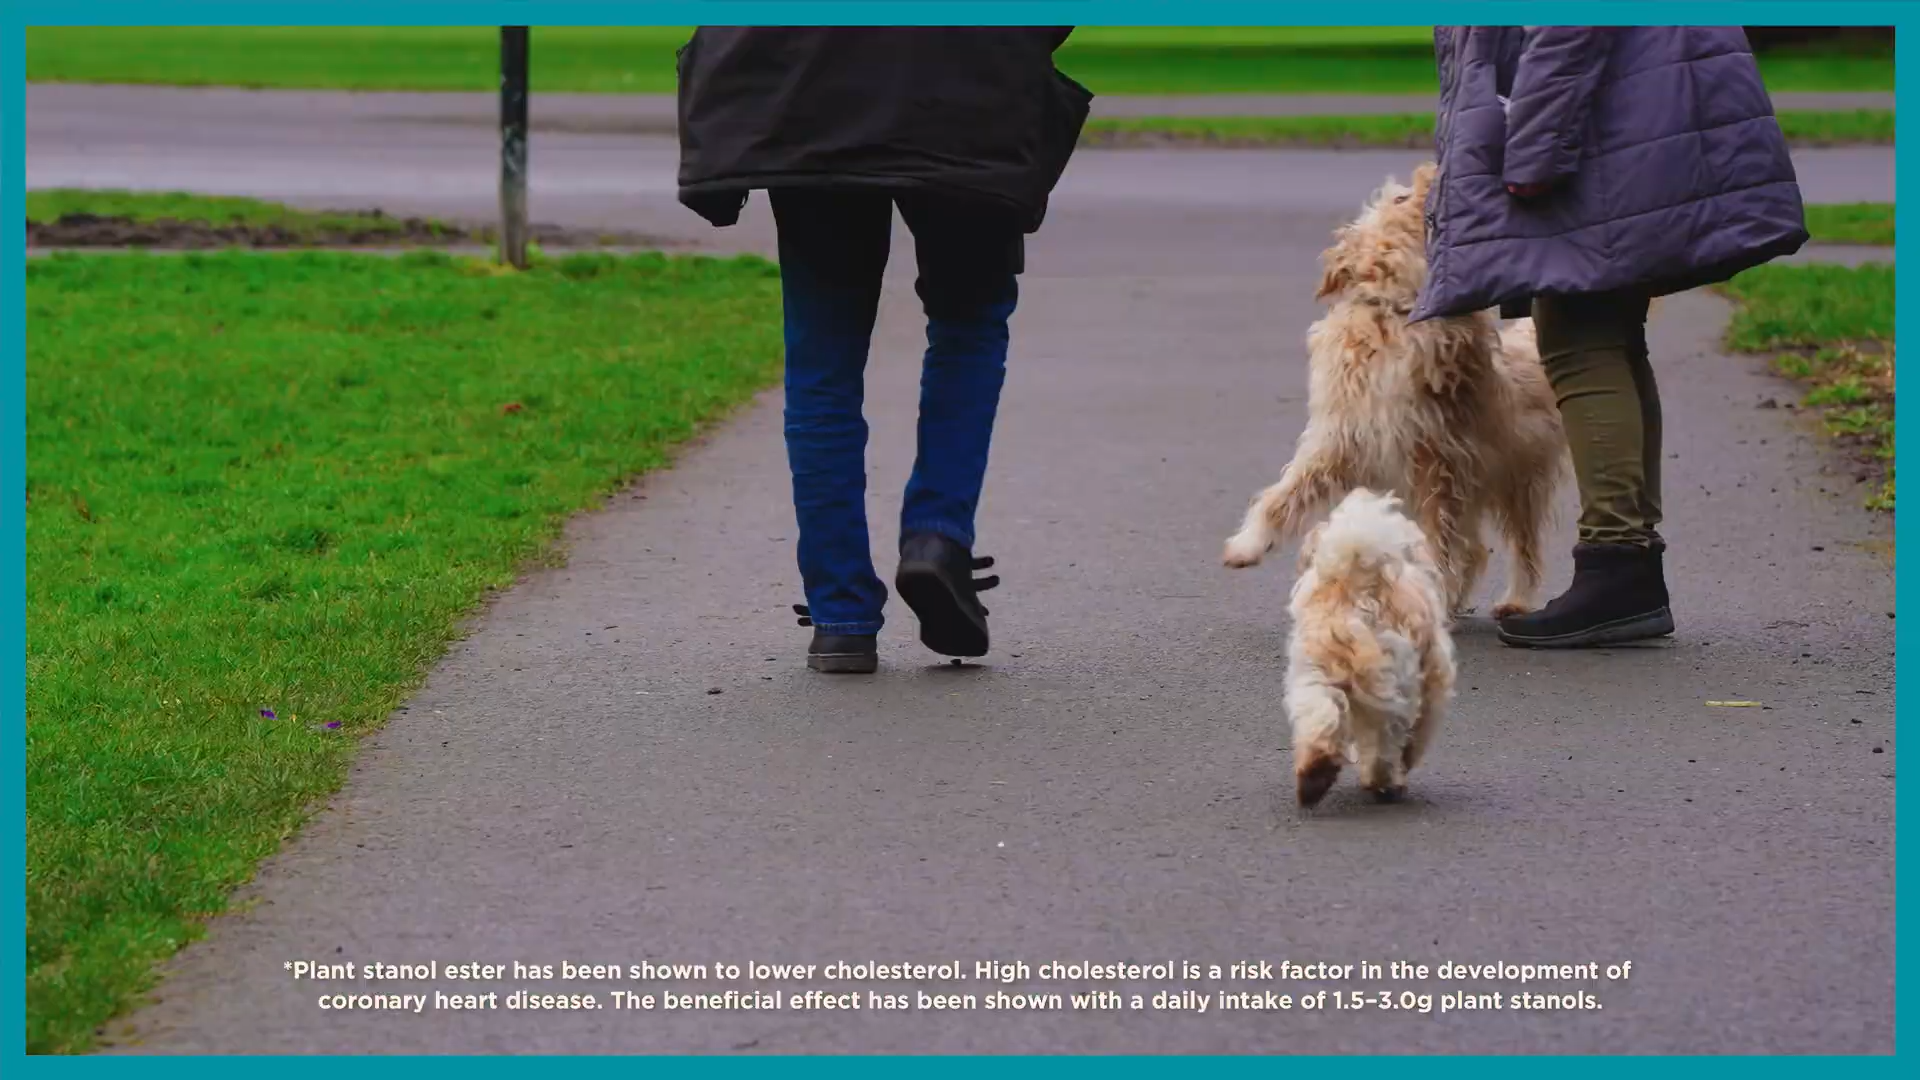 *Plant stanol ester has been shown to lower cholesterol. High cholesterol is a risk factor in the development of
coronary heart disease. The beneficial effect has been shown with a daily intake of 1.5–3.0g plant stanols.